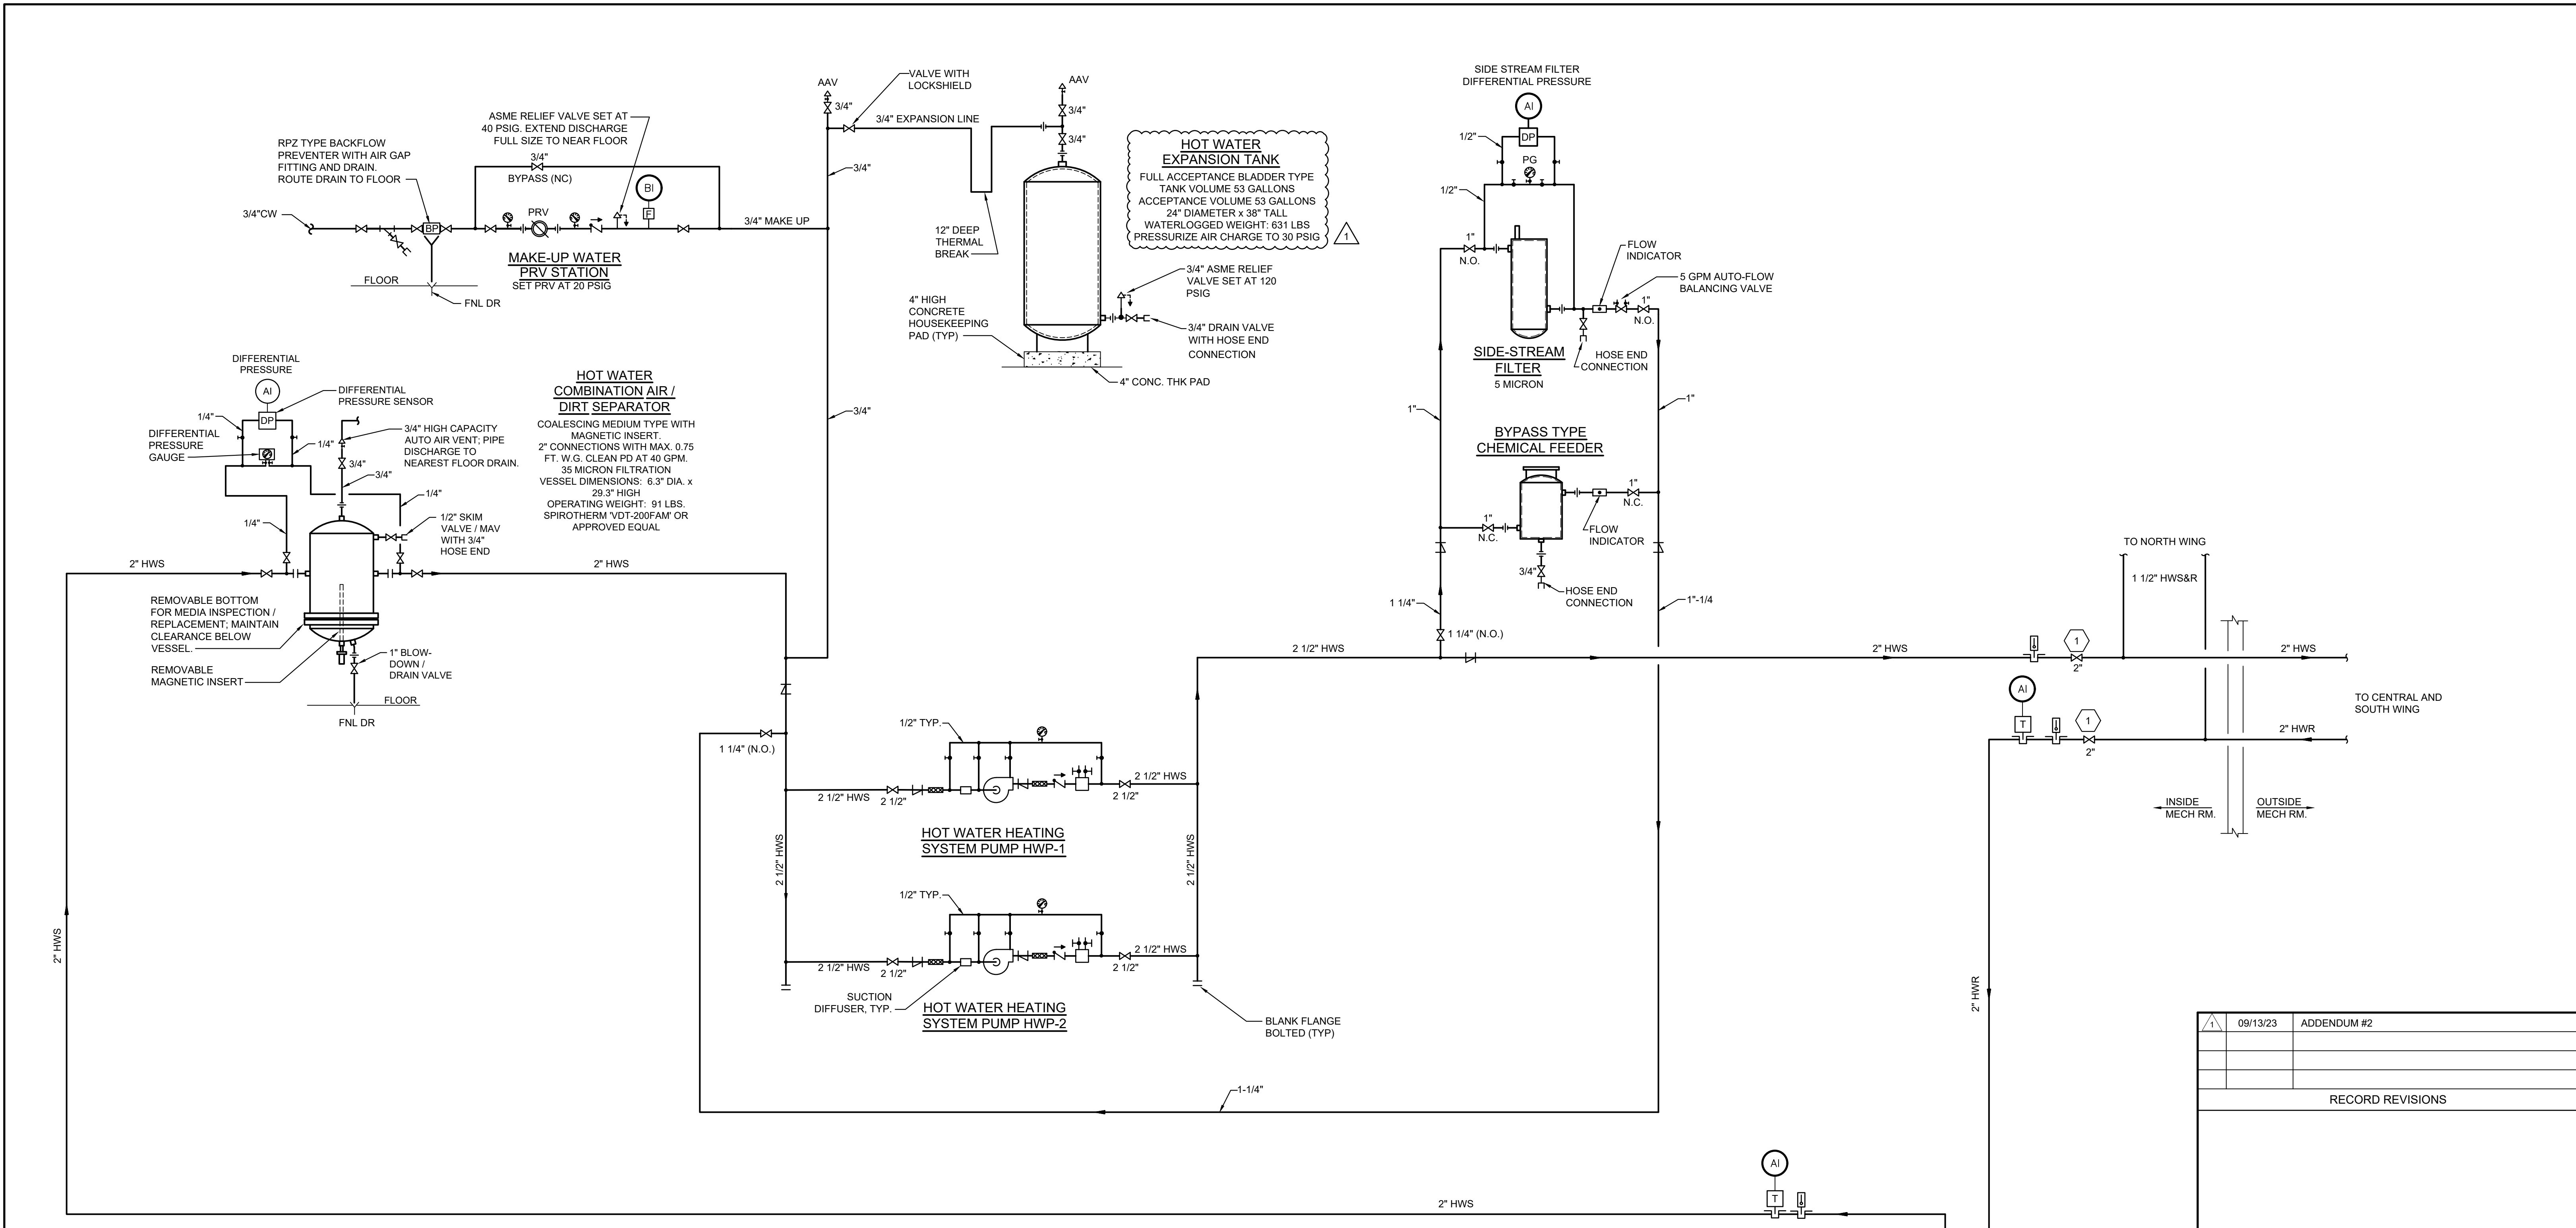 AAV
3/4"
VALVE WITH
LOCKSHIELD
3/4" EXPANSION LINE
AAV
3/4"
3/4"
3/4"
ASME RELIEF VALVE SET AT
40 PSIG. EXTEND DISCHARGE
FULL SIZE TO NEAR FLOOR
RPZ TYPE BACKFLOW
PREVENTER WITH AIR GAP
FITTING AND DRAIN.
ROUTE DRAIN TO FLOOR
3/4"
BYPASS (NC)
BI
F
3/4"CW
BP
PRV
3/4" MAKE UP
MAKE-UP WATER
PRV STATION
SET PRV AT 20 PSIG
FLOOR
FNL DR
12" DEEP
THERMAL
BREAK
HOT WATER
EXPANSION TANK
FULL ACCEPTANCE BLADDER TYPE
TANK VOLUME 53 GALLONS
ACCEPTANCE VOLUME 53 GALLONS
24" DIAMETER x 38" TALL
WATERLOGGED WEIGHT: 631 LBS
PRESSURIZE AIR CHARGE TO 30 PSIG
1
3/4" ASME RELIEF
VALVE SET AT 120
PSIG
4" HIGH
CONCRETE
HOUSEKEEPING
PAD (TYP)
3/4" DRAIN VALVE
WITH HOSE END
CONNECTION
4" CONC. THK PAD
SIDE STREAM FILTER
DIFFERENTIAL PRESSURE
AI
1/2"
DP
PG
1/2"
1"
N.O.
FLOW
INDICATOR
5 GPM AUTO-FLOW
BALANCING VALVE
1"
N.O.
SIDE-STREAM
FILTER
5 MICRON
HOSE END
CONNECTION
1"
1"
BYPASS TYPE
CHEMICAL FEEDER
1"
N.C.
1"
N.C.
FLOW
INDICATOR
3/4"
HOSE END
CONNECTION
1 1/4"
1"-1/4
1 1/4" (N.O.)
DIFFERENTIAL
PRESSURE
AI
DIFFERENTIAL
PRESSURE SENSOR
1/4"
DP
DIFFERENTIAL
PRESSURE
GAUGE
1/4"
3/4" HIGH CAPACITY
AUTO AIR VENT; PIPE
DISCHARGE TO
NEAREST FLOOR DRAIN.
3/4"
3/4"
1/4"
1/4"
1/2" SKIM
VALVE / MAV
WITH 3/4"
HOSE END
HOT WATER
COMBINATION AIR /
DIRT SEPARATOR
COALESCING MEDIUM TYPE WITH
MAGNETIC INSERT.
2" CONNECTIONS WITH MAX. 0.75
FT. W.G. CLEAN PD AT 40 GPM.
35 MICRON FILTRATION
VESSEL DIMENSIONS: 6.3" DIA. x
29.3" HIGH
OPERATING WEIGHT: 91 LBS.
SPIROTHERM 'VDT-200FAM' OR
APPROVED EQUAL
3/4"
2" HWS
2" HWS
REMOVABLE BOTTOM
FOR MEDIA INSPECTION /
REPLACEMENT; MAINTAIN
CLEARANCE BELOW
VESSEL.
REMOVABLE
MAGNETIC INSERT
1" BLOW-
DOWN /
DRAIN VALVE
FLOOR
FNL DR
TO NORTH WING
1 1/2" HWS&R
2 1/2" HWS
2" HWS
1
2"
2" HWS
AI
T
1
2"
2" HWR
TO CENTRAL AND
SOUTH WING
INSIDE
MECH RM.
OUTSIDE
MECH RM.
1 1/4" (N.O.)
1/2" TYP.
2 1/2" HWS
2 1/2"
2 1/2"
2 1/2" HWS
HOT WATER HEATING
SYSTEM PUMP HWP-1
2 1/2" HWS
2 1/2" HWS
1/2" TYP.
2 1/2" HWS
2 1/2"
2 1/2"
2 1/2" HWS
SUCTION
DIFFUSER, TYP.
HOT WATER HEATING
SYSTEM PUMP HWP-2
BLANK FLANGE
BOLTED (TYP)
2" HWS
2" HWR
1-1/4"
1
09/13/23
ADDENDUM #2
RECORD REVISIONS
AI
T
2" HWS